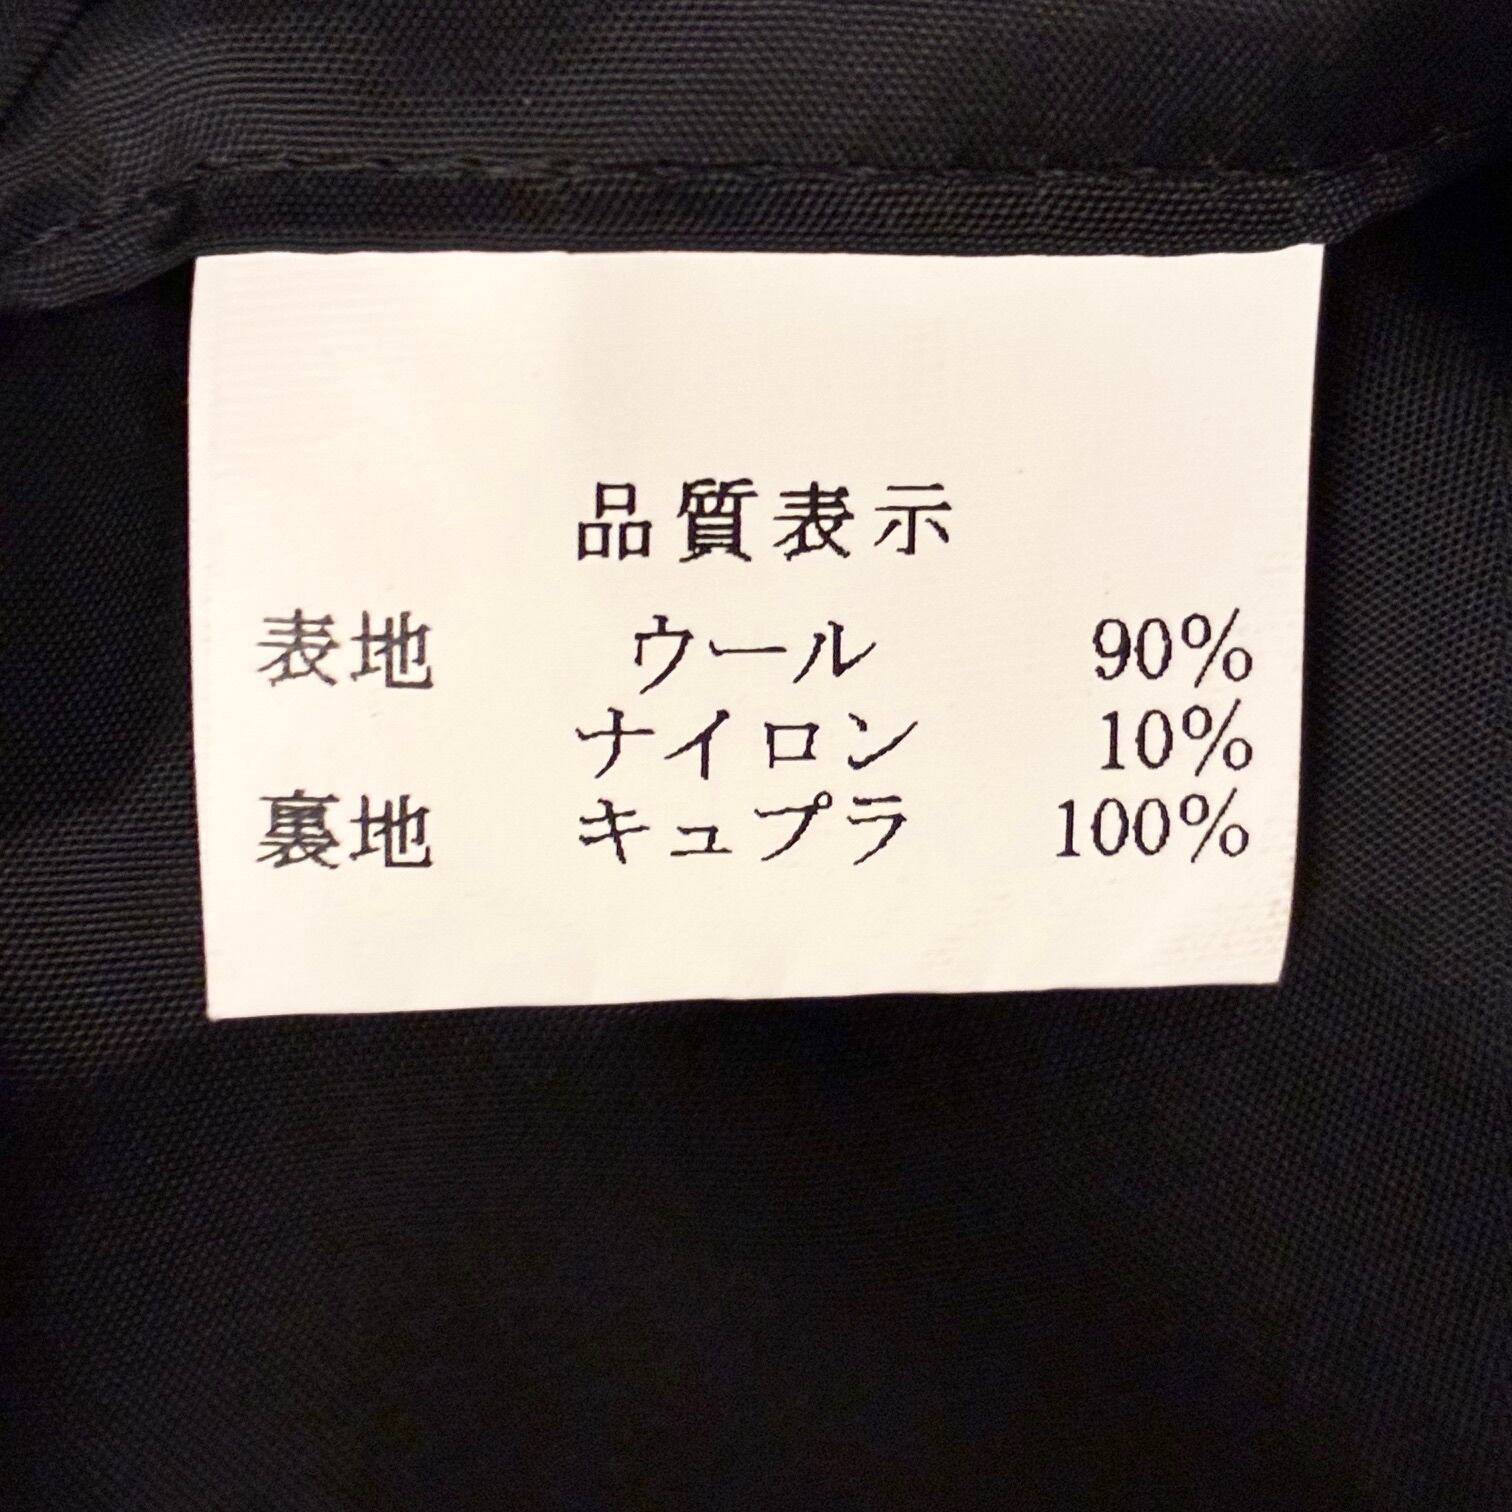 品質表示
表地 ウール 90%
ナイロン 10%
裏地 キュプラ 100%